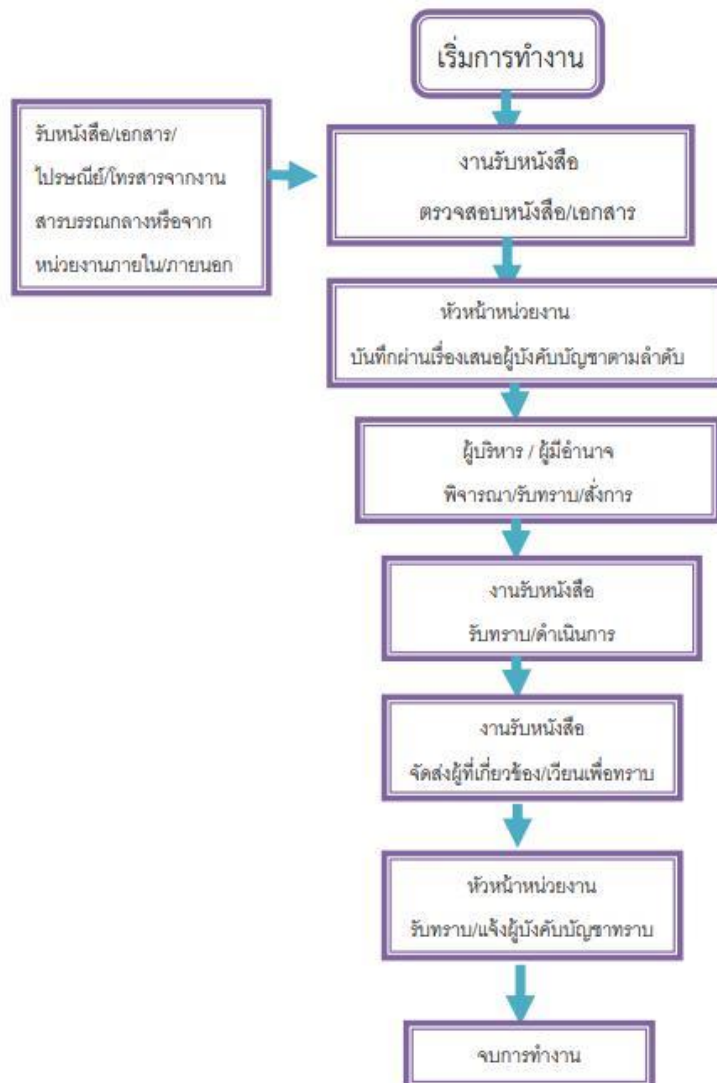 เริ่มการทำงาน
รับหนังสือ/เอกสาร/
ไปรษณีย์/โทรสารจากงาน
สารบรรณกลางหรือจาก
หน่วยงานภายใน/ภายนอก
งานรับหนังสือ
ตรวจสอบหนังสือ/เอกสาร
หัวหน้าหน่วยงาน
บันทึกผ่านเรื่องเสนอผู้บังคับบัญชาตามลำดับ
ผู้บริหาร / ผู้มีอำนาจ
พิจารณา/รับทราบ/สั่งการ
งานรับหนังสือ
รับทราบ/ดำเนินการ
งานรับหนังสือ
จัดส่งผู้ที่เกี่ยวข้อง/เวียนเพื่อทราบ
หัวหน้าหน่วยงาน
รับทราบ/แจ้งผู้บังคับบัญชาทราบ
จบการทำงาน